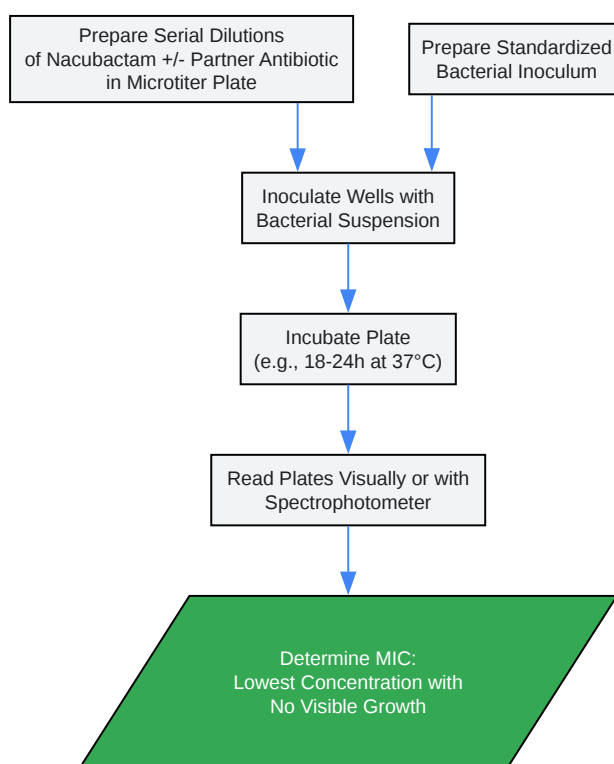 Prepare Serial Dilutions
of Nacubactam +/- Partner Antibiotic
in Microtiter Plate
Prepare Standardized
Bacterial Inoculum
Inoculate Wells with
Bacterial Suspension
Incubate Plate
(e.g., 18-24h at 37°C)
Read Plates Visually or with
Spectrophotometer
Determine MIC:
Lowest Concentration with
No Visible Growth